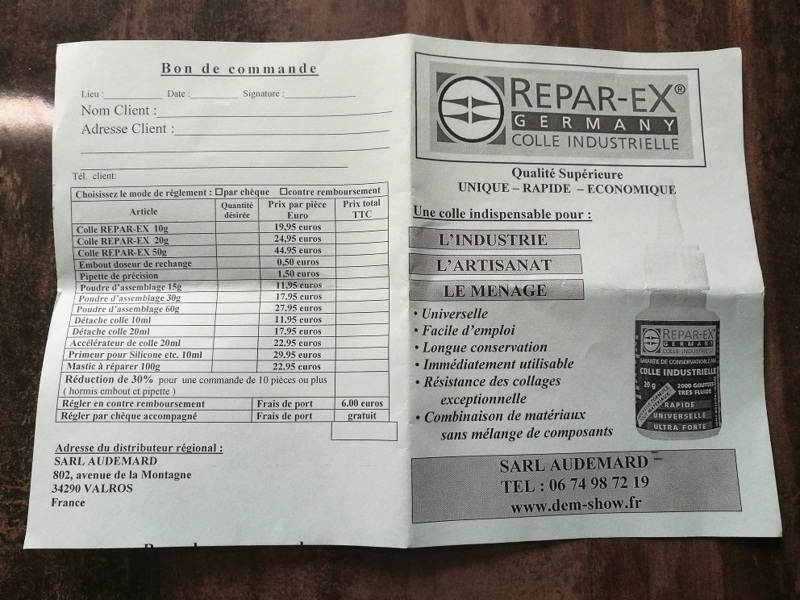 Bon de commande
Lieu : Date : Signature :
Nom Client :
Adresse Client :
Tél. client:
Choisissez le mode de règlement : par chèque contre remboursement
Article Quantité désirée Prix par pièce Euro Prix total TTC
Colle REPAR-EX 10g 19,95 euros
Colle REPAR-EX 20g 24,95 euros
Colle REPAR-EX 50g 44.95 euros
Embout doseur de rechange 0,50 euros
Pipette de précision 1,50 euros
Poudre d'assemblage 15g 11,95 euros
Poudre d'assemblage 30g 17.95 euros
Poudre d'assemblage 60g 27.95 euros
Détache colle 10ml 11.95 euros
Détache colle 20ml 17.95 euros
Accélérateur de colle 20ml 22.95 euros
Primeur pour Silicone etc. 10ml 29.95 euros
Mastic à réparer 100g 22.95 euros
Réduction de 30% pour une commande de 10 pièces ou plus
( hormis embout et pipette )
Régler en contre remboursement Frais de port 6.00 euros
Régler par chèque accompagné Frais de port gratuit
Adresse du distributeur régional :
SARL AUDEMARD
802, avenue de la Montagne
34290 VALROS
France
REPAR-EX®
GERMANY
COLLE INDUSTRIELLE
Qualité Supérieure
UNIQUE – RAPIDE – ECONOMIQUE
Une colle indispensable pour :
L'INDUSTRIE
L'ARTISANAT
LE MENAGE
• Universelle
• Facile d'emploi
• Longue conservation
• Immédiatement utilisable
• Résistance des collages
exceptionnelle
• Combinaison de matériaux
sans mélange de composants
REPAR-EX
GERMANY
COLLE INDUSTRIELLE
GARANTIE DE CONSERVATION
COLLE INDUSTRIELLE
20 g 2000 GOUTTES
TRES FLUIDE
RAPIDE
UNIVERSELLE
ULTRA FORTE
SARL AUDEMARD
TEL : 06 74 98 72 19
www.dem-show.fr